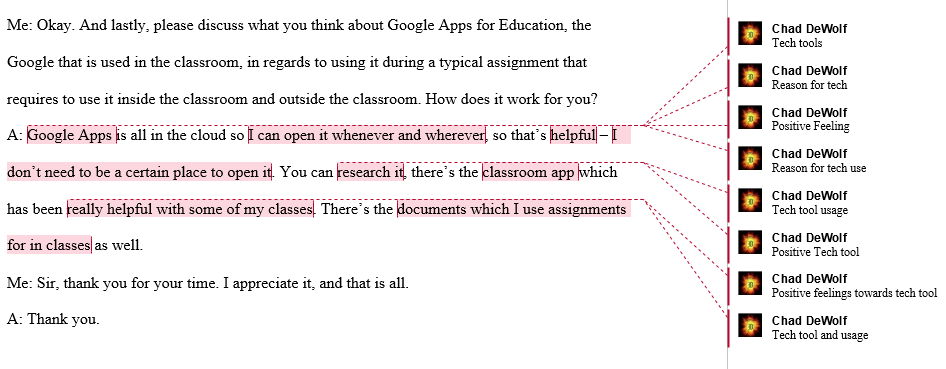 Me: Okay. And lastly, please discuss what you think about Google Apps for Education, the
Google that is used in the classroom, in regards to using it during a typical assignment that
requires to use it inside the classroom and outside the classroom. How does it work for you?
A: Google Apps is all in the cloud so I can open it whenever and wherever, so that’s helpful – I
don’t need to be a certain place to open it. You can research it, there’s the classroom app which
has been really helpful with some of my classes. There’s the documents which I use assignments
for in classes as well.
Me: Sir, thank you for your time. I appreciate it, and that is all.
A: Thank you.
Chad DeWolf
Tech tools
Chad DeWolf
Reason for tech
Chad DeWolf
Positive Feeling
Chad DeWolf
Reason for tech use
Chad DeWolf
Tech tool usage
Chad DeWolf
Positive Tech tool
Chad DeWolf
Positive feelings towards tech tool
Chad DeWolf
Tech tool and usage